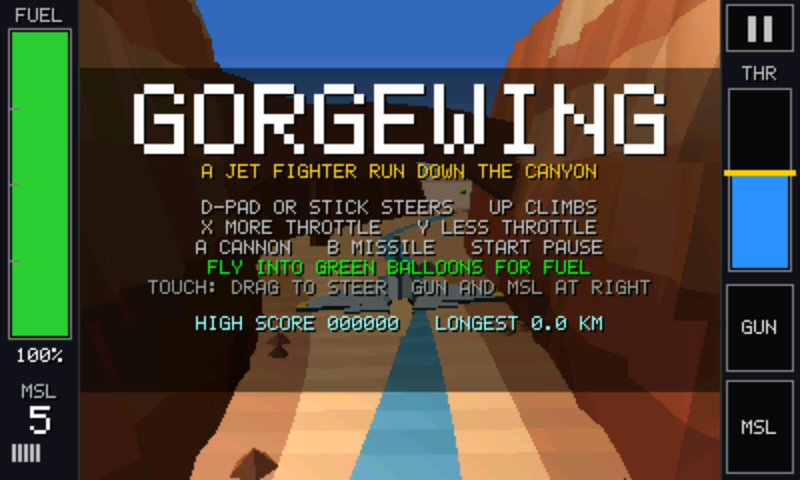 FUEL
GORGEWING
A JET FIGHTER RUN DOWN THE CANYON
D-PAD OR STICK STEERS UP CLIMBS
X MORE THROTTLE Y LESS THROTTLE
A CANNON B MISSILE START PAUSE
FLY INTO GREEN BALLOONS FOR FUEL
TOUCH: DRAG TO STEER GUN AND MSL AT RIGHT
HIGH SCORE 000000 LONGEST 0.0 KM
100%
MSL
5
THR
GUN
MSL